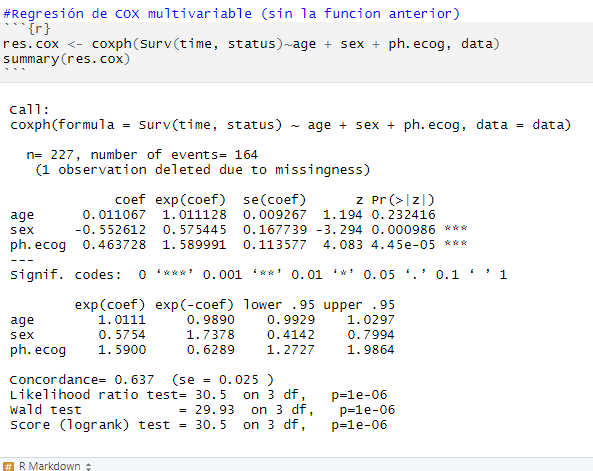 #Regresión de COX multivariable (sin la funcion anterior)
```{r}
res.cox <- coxph(Surv(time, status)~age + sex + ph.ecog, data)
summary(res.cox)
```
Call:
coxph(formula = Surv(time, status) ~ age + sex + ph.ecog, data = data)
n= 227, number of events= 164
(1 observation deleted due to missingness)
coef exp(coef) se(coef) z Pr(>|z|)
age 0.011067 1.011128 0.009267 1.194 0.232416
sex -0.552612 0.575445 0.167739 -3.294 0.000986 ***
ph.ecog 0.463728 1.589991 0.113577 4.083 4.45e-05 ***
---
Signif. codes: 0 ‘***’ 0.001 ‘**’ 0.01 ‘*’ 0.05 ‘.’ 0.1 ‘ ’ 1
exp(coef) exp(-coef) lower .95 upper .95
age 1.0111 0.9890 0.9929 1.0297
sex 0.5754 1.7378 0.4142 0.7994
ph.ecog 1.5900 0.6289 1.2727 1.9864
Concordance= 0.637 (se = 0.025 )
Likelihood ratio test= 30.5 on 3 df, p=1e-06
Wald test = 29.93 on 3 df, p=1e-06
Score (logrank) test = 30.5 on 3 df, p=1e-06
# R Markdown